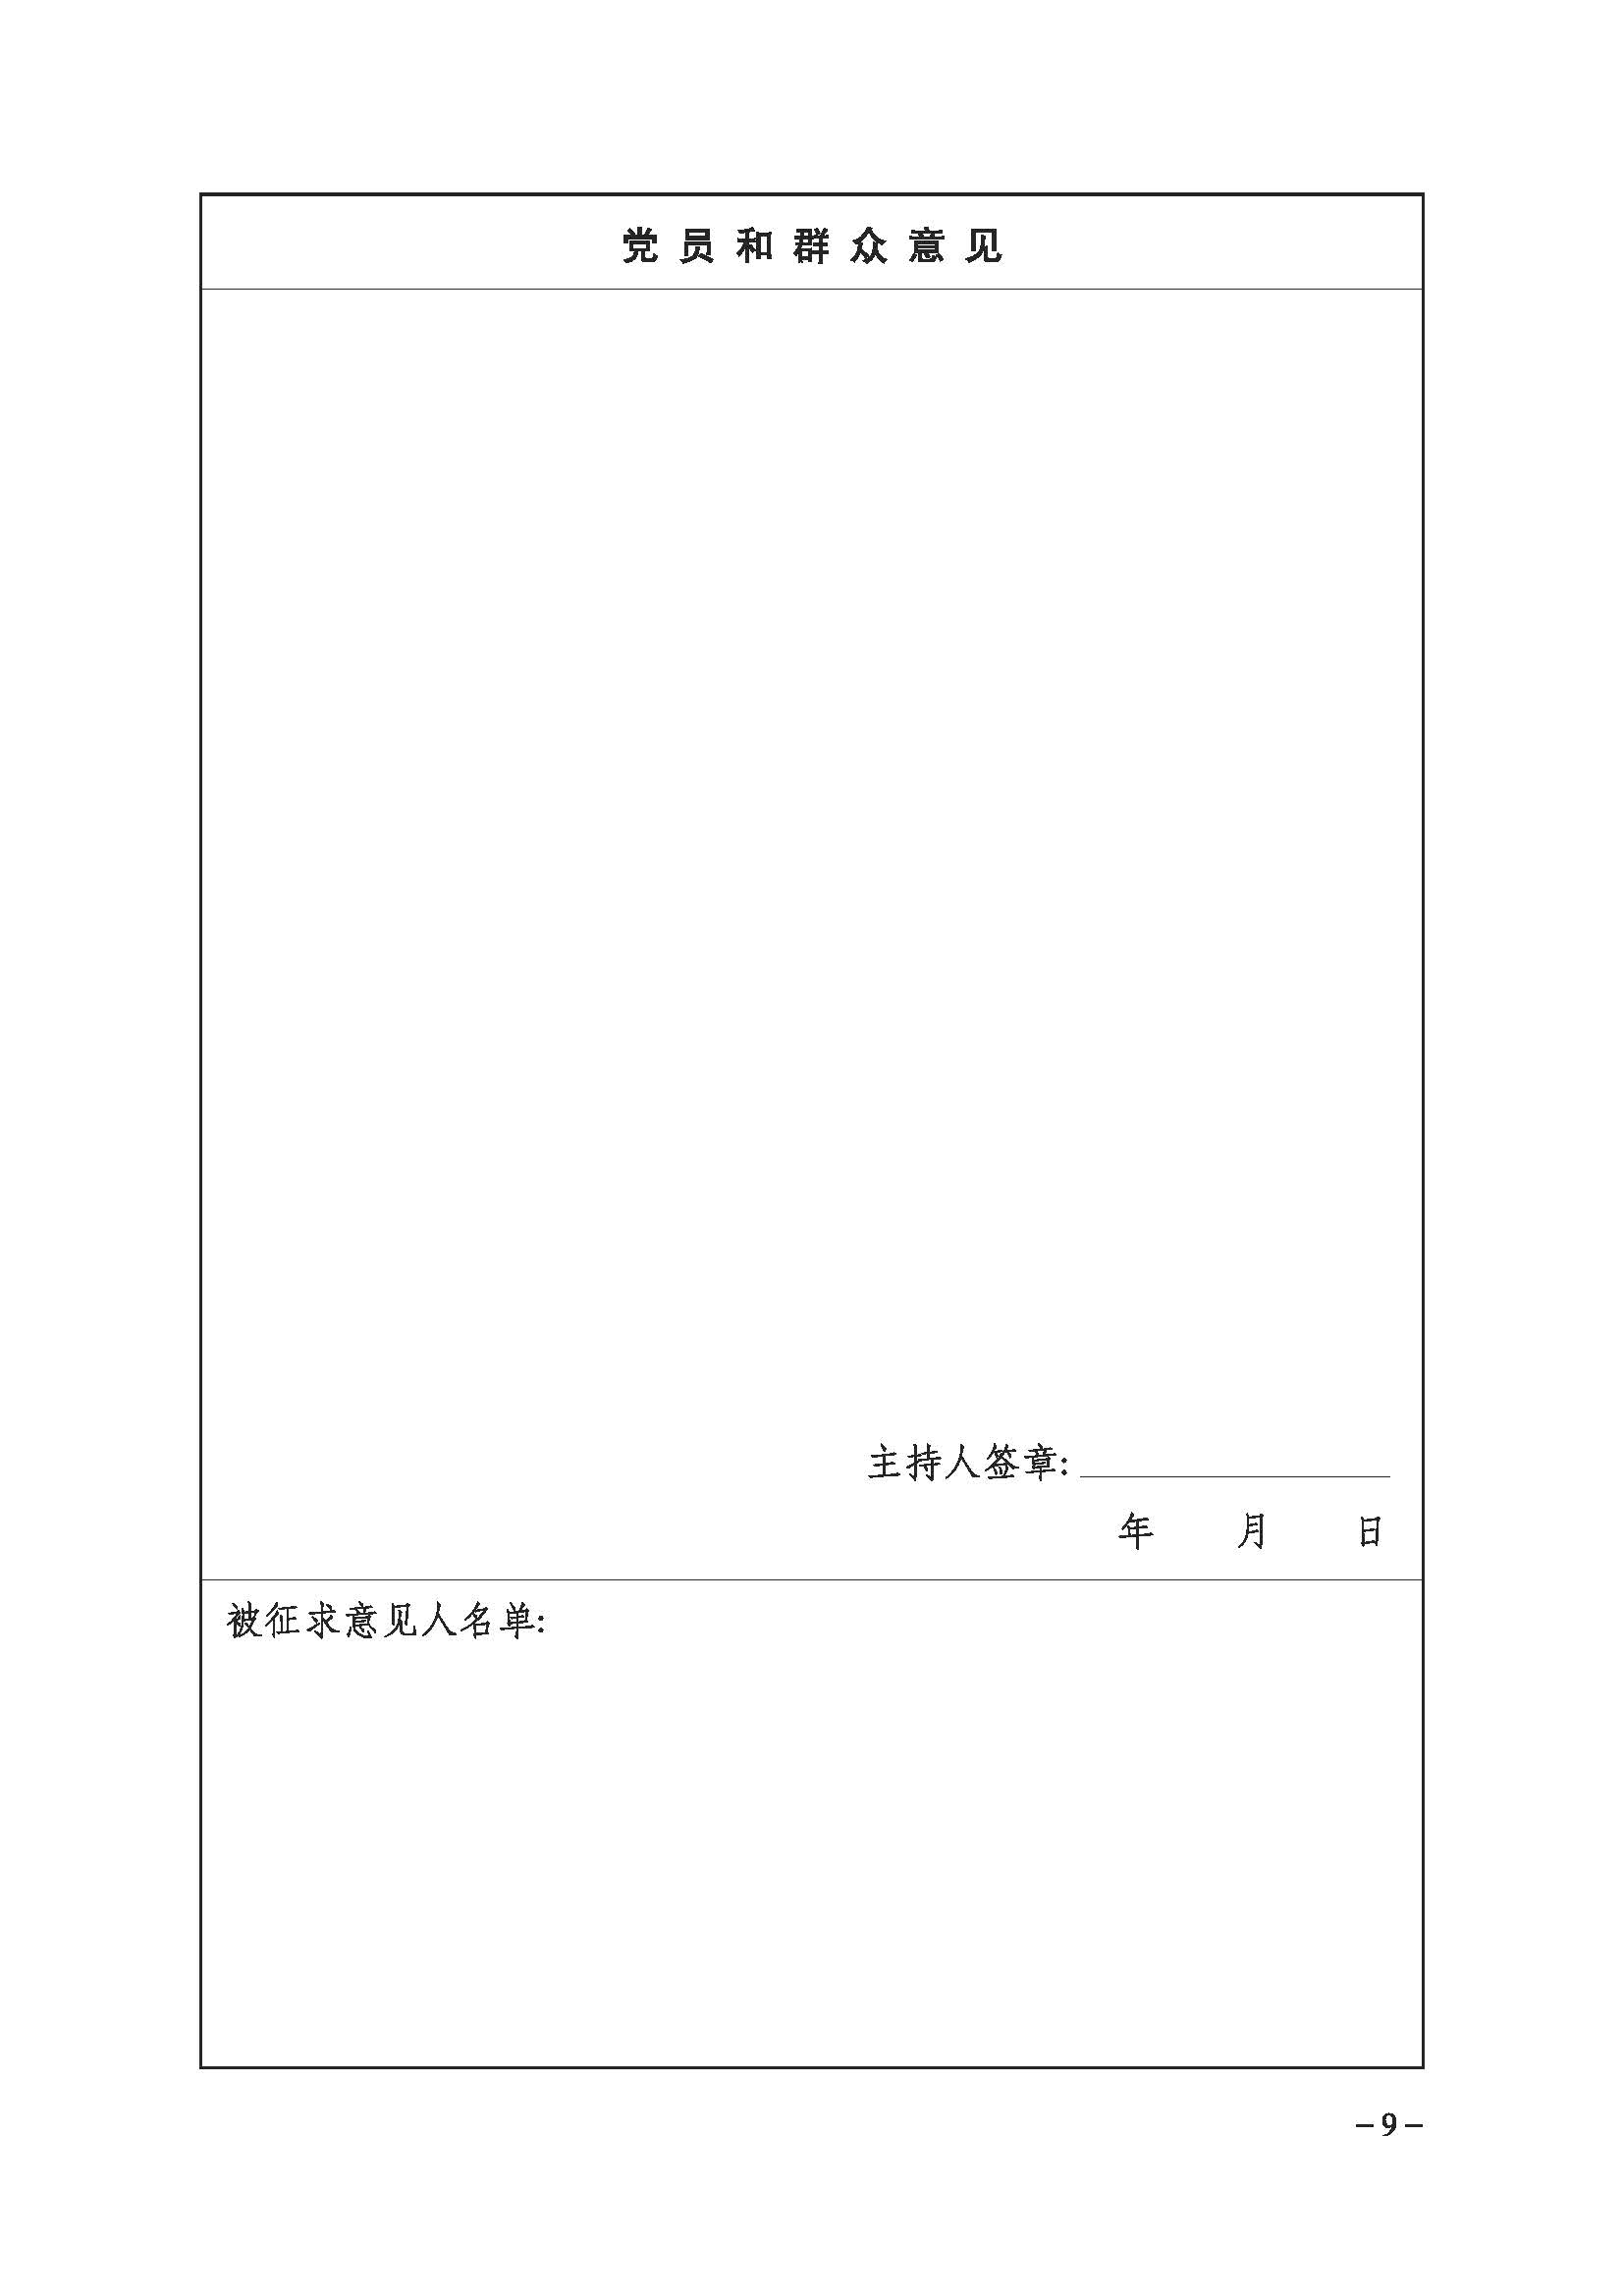 党员和群众意见
主持人签章:
年 月 日
被征求意见人名单:
– 9 –